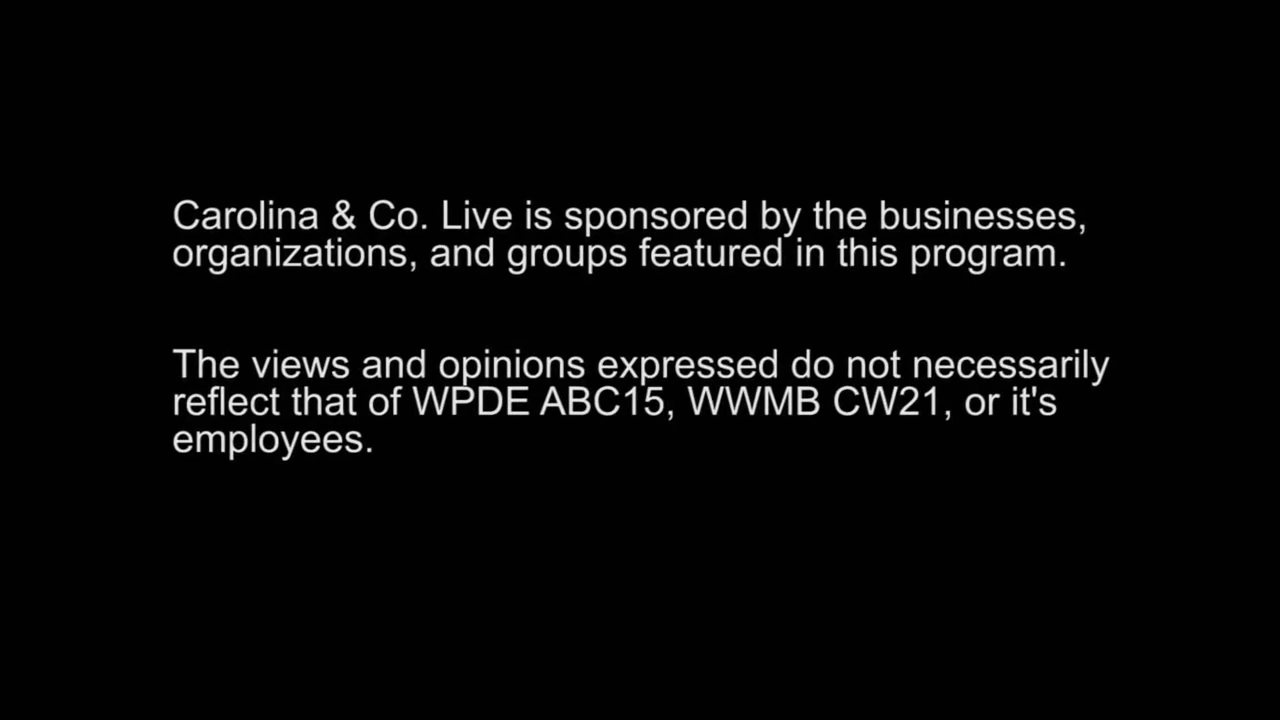 Carolina & Co. Live is sponsored by the businesses,
organizations, and groups featured in this program.
The views and opinions expressed do not necessarily
reflect that of WPDE ABC15, WWMB CW21, or it's
employees.